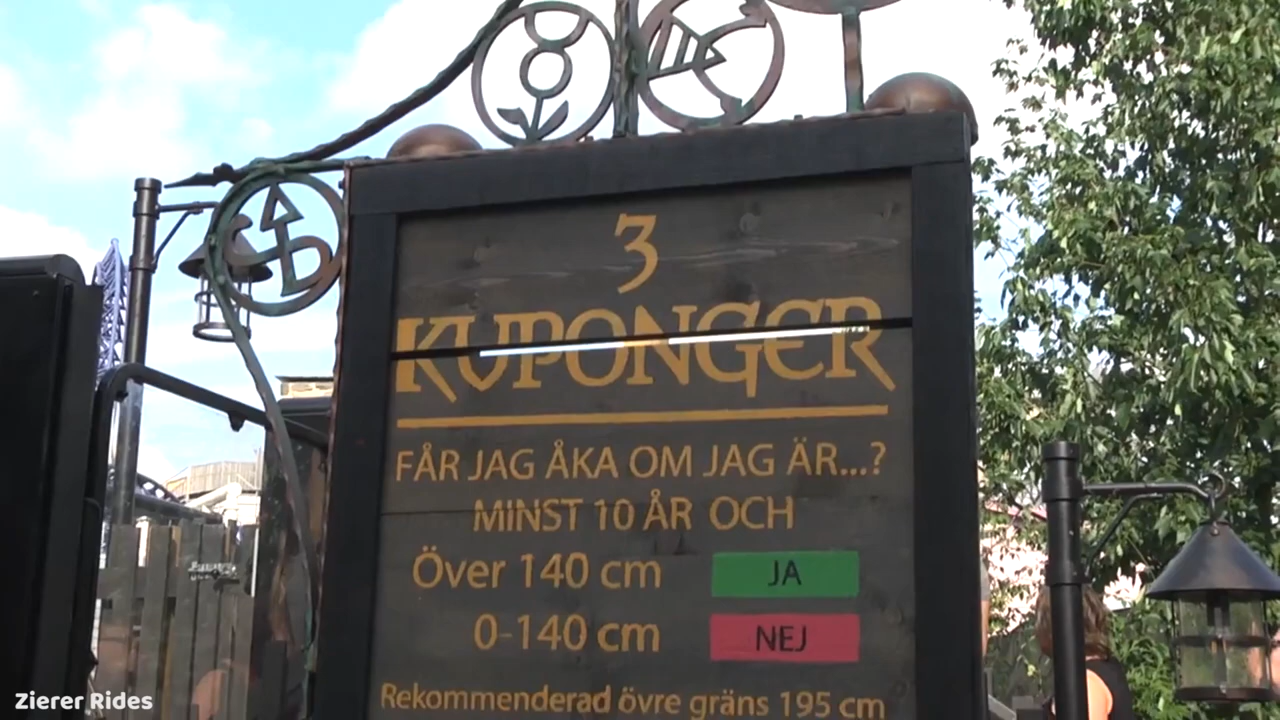 3
KUPONGER
FÅR JAG ÅKA OM JAG ÄR...?
MINST 10 ÅR OCH
Över 140 cm JA
0-140 cm NEJ
Rekommenderad övre gräns 195 cm
Zierer Rides